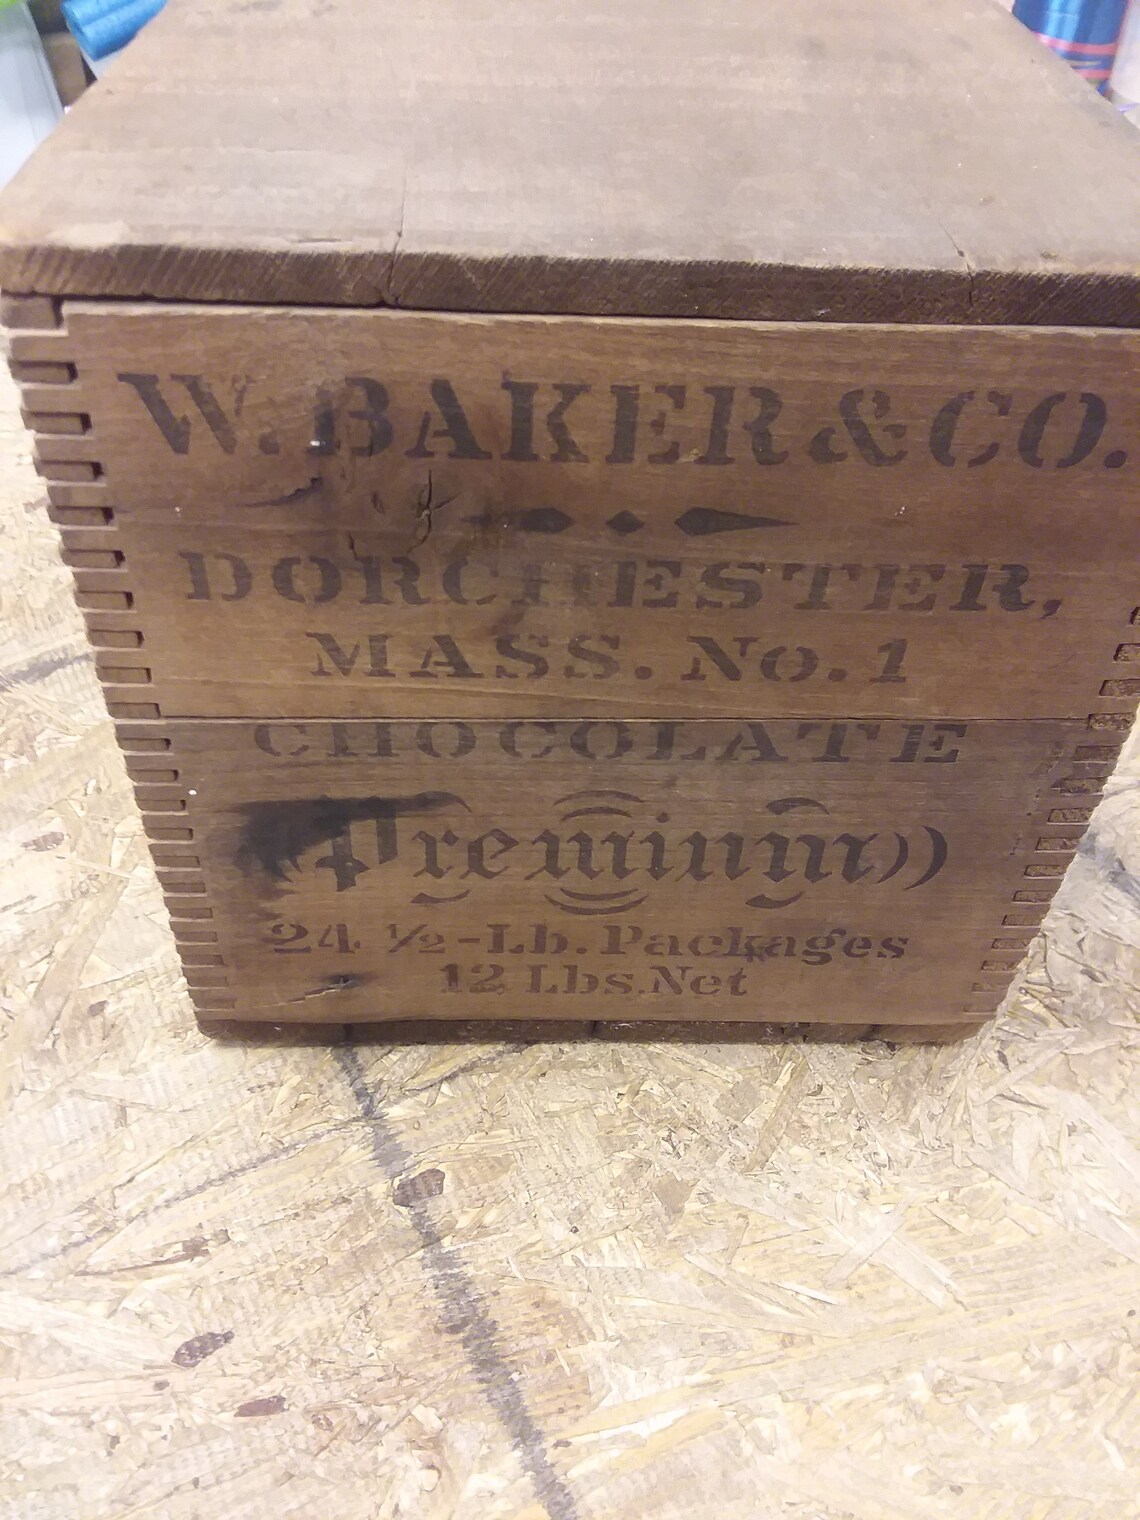 W. BAKER & CO.
DORCHESTER,
MASS. No. 1
CHOCOLATE
Premium
24 ½-Lb. Packages
12 Lbs. Net